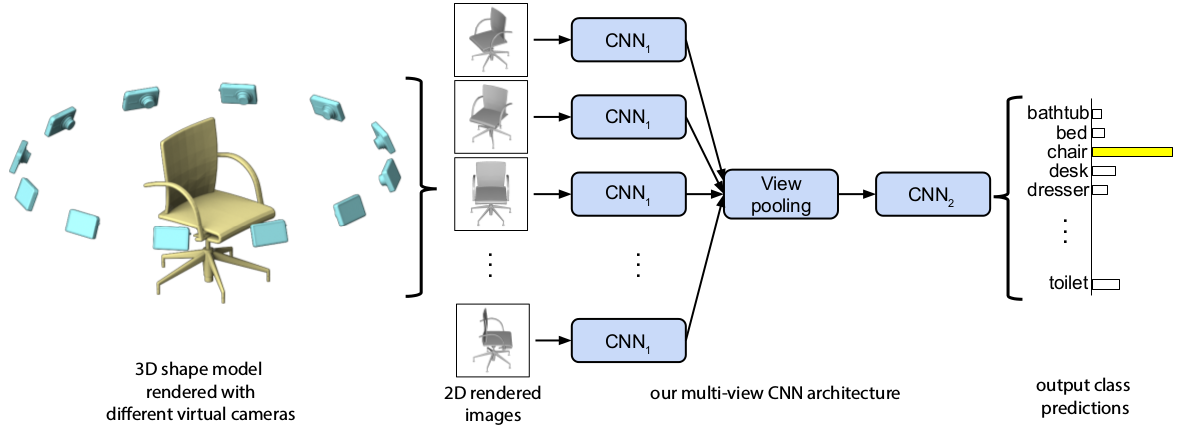 CNN₁
CNN₁
CNN₁
⋮ ⋮
CNN₁
View
pooling
CNN₂
bathtub
bed
chair
desk
dresser
⋮
toilet
3D shape model
rendered with
different virtual cameras
2D rendered
images
our multi-view CNN architecture
output class
predictions